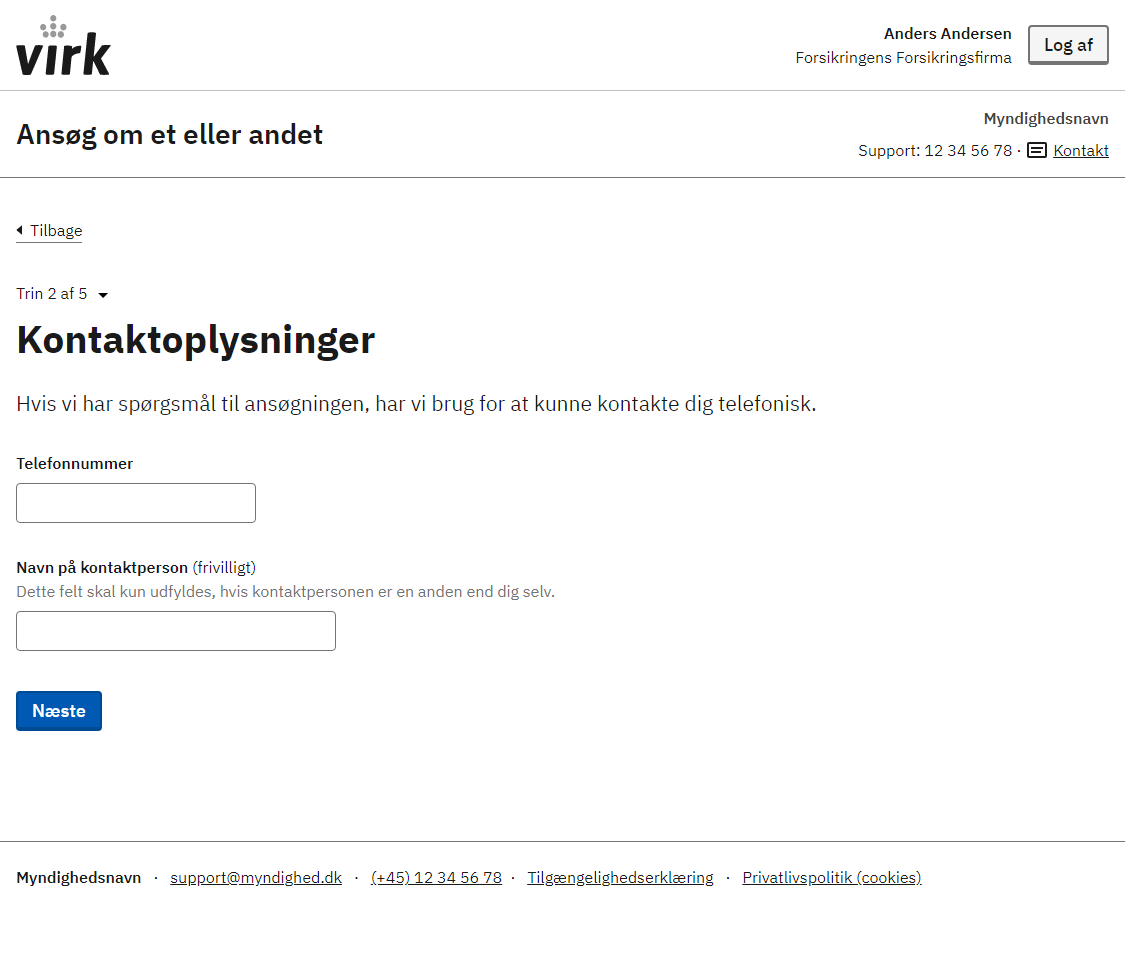 virk
Anders Andersen
Forsikringens Forsikringsfirma
Log af
Ansøg om et eller andet
Myndighedsnavn
Support: 12 34 56 78 · Kontakt
Tilbage
Trin 2 af 5
Kontaktoplysninger
Hvis vi har spørgsmål til ansøgningen, har vi brug for at kunne kontakte dig telefonisk.
Telefonnummer
Navn på kontaktperson (frivilligt)
Dette felt skal kun udfyldes, hvis kontaktpersonen er en anden end dig selv.
Næste
Myndighedsnavn · support@myndighed.dk · (+45) 12 34 56 78 · Tilgængelighedserklæring · Privatlivspolitik (cookies)